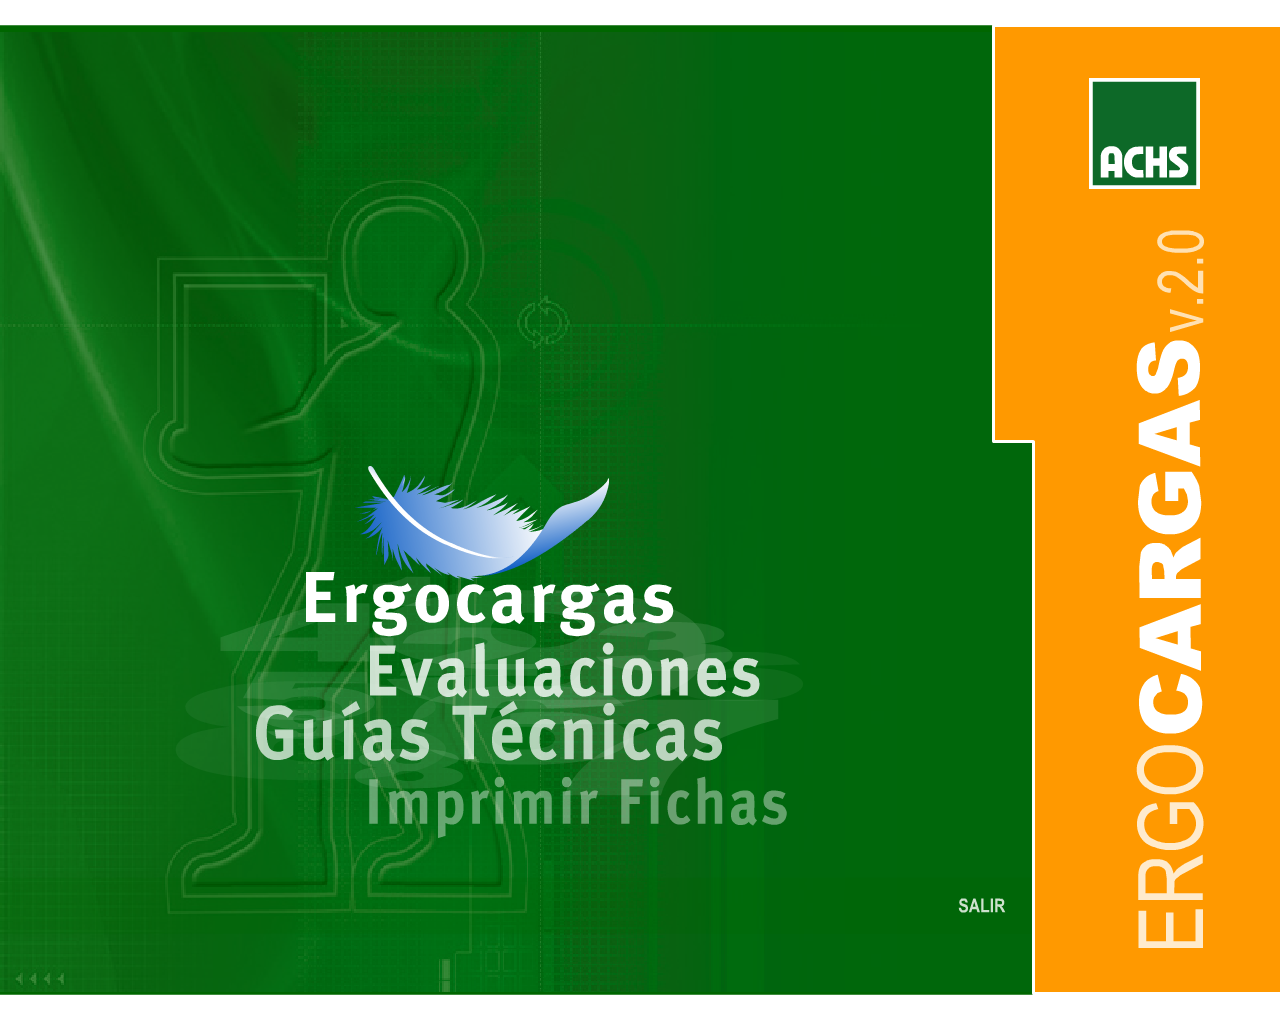 Ergocargas
Evaluaciones
Guías Técnicas
Imprimir Fichas
SALIR
ACHS
ERGOCARGAS v.2.0